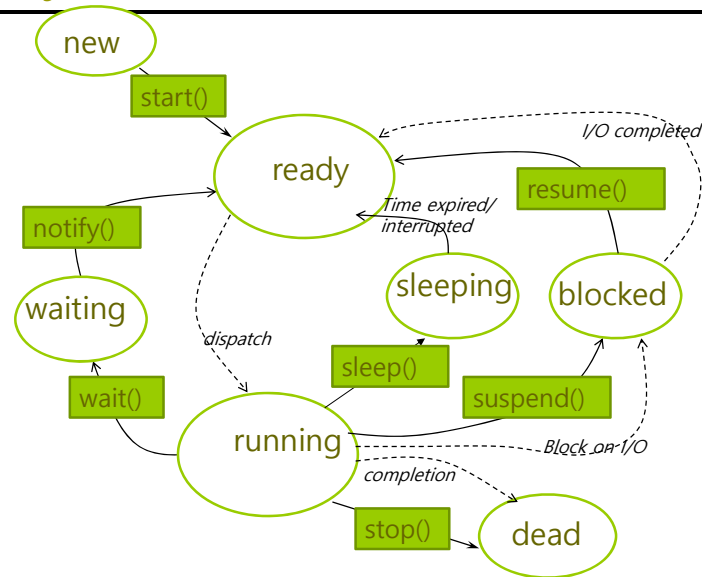 new
start()
I/O completed
ready
resume()
Time expired/
interrupted
notify()
sleeping
blocked
waiting
dispatch
sleep()
wait()
suspend()
running
Block on I/O
completion
stop()
dead